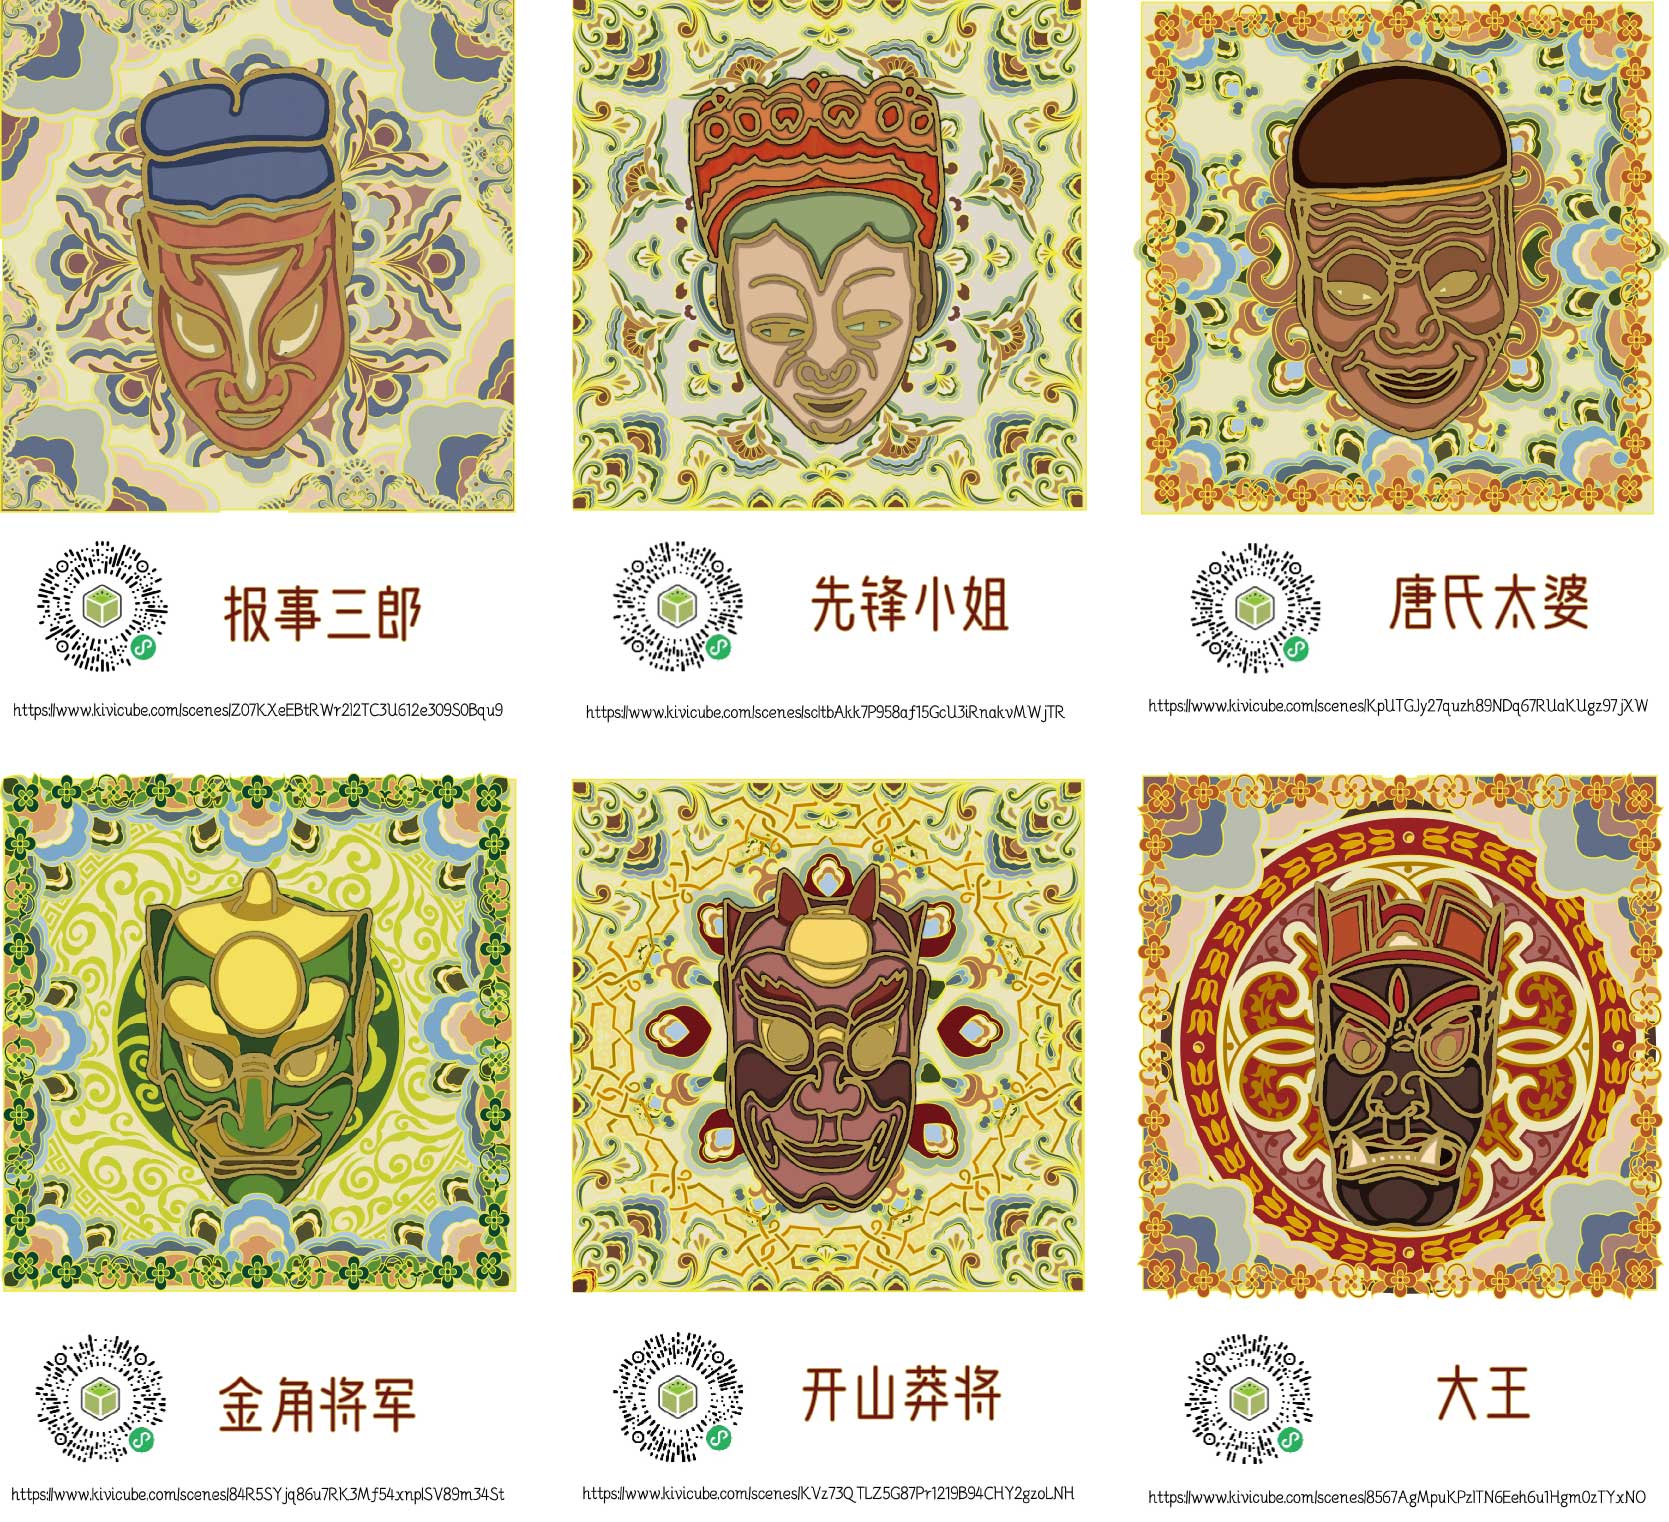 报事三郎
先锋小姐
唐氏太婆
https://www.kivicube.com/scenes/Z07KXeEBtRWr2l2TC3U612e309S0Bqu9
https://www.kivicube.com/scenes/scItbAkk7P958af15GcU3iRnakvMWjTR
https://www.kivicube.com/scenes/KpUTGJy27quzh89NDq67RUaKUgz97jXW
金角将军
开山莽将
大王
https://www.kivicube.com/scenes/84R5SYjq86u7RK3Mf54xnplSV89m34St
https://www.kivicube.com/scenes/KVz73QTLZ5G87Pr1219B94CHY2gzoLNH
https://www.kivicube.com/scenes/8567AgMpuKPzITN6Eeh6u1Hgm0zTYxNO